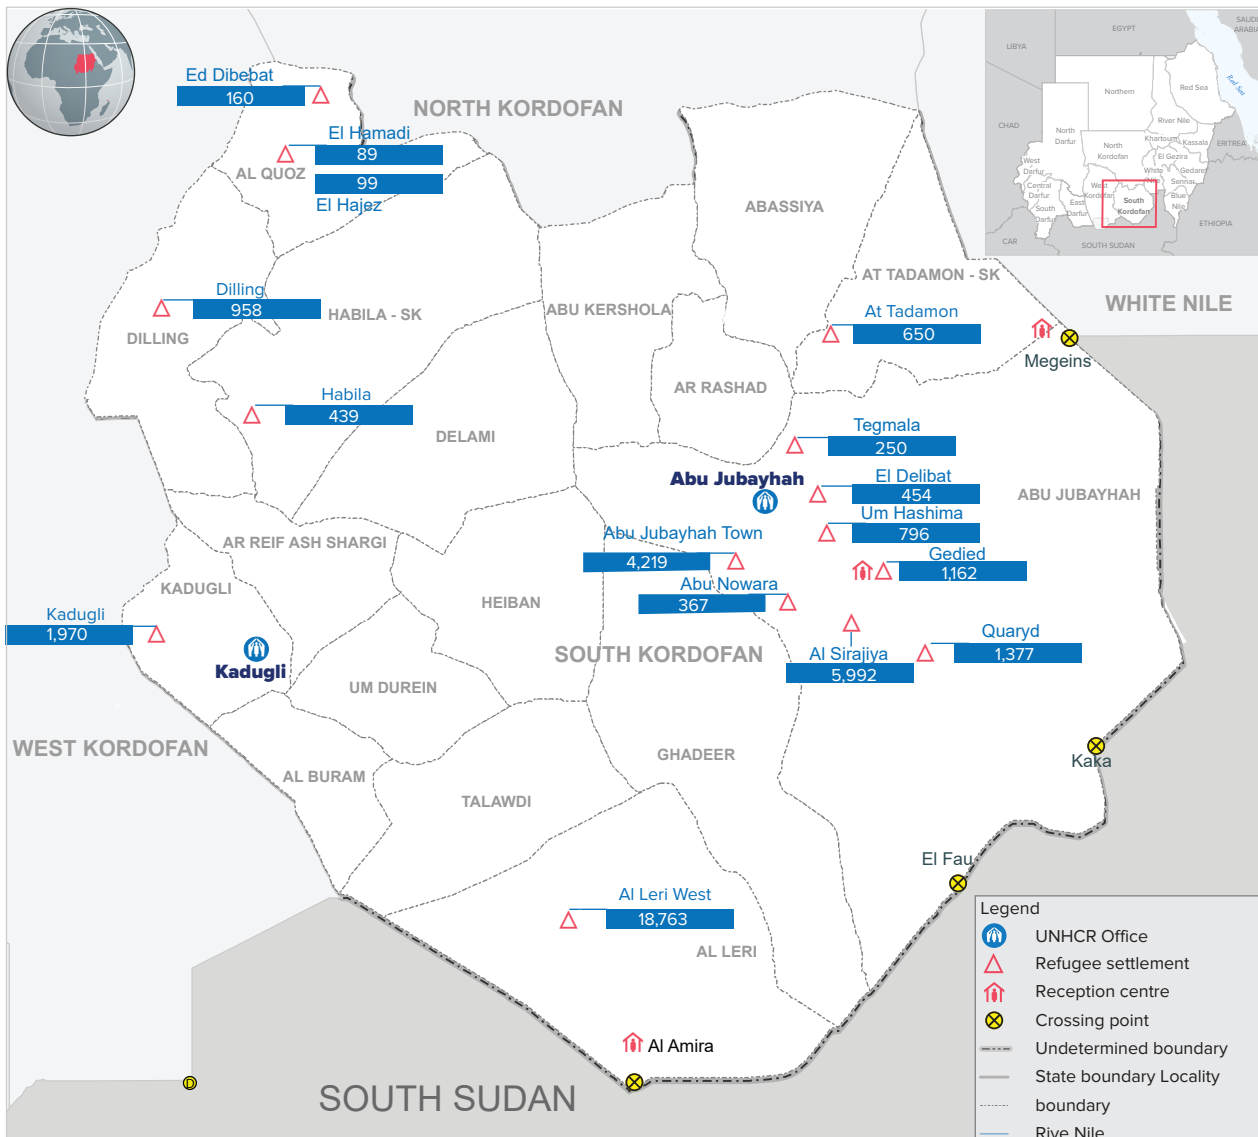 Ed Dibebat
160
El Hamadi
89
99
El Hajez
NORTH KORDOFAN
AL QUOZ
ABASSIYA
AT TADAMON - SK
WHITE NILE
Dilling
958
DILLING
HABILA - SK
ABU KERSHOLA
At Tadamon
650
Megeins
AR RASHAD
Habila
439
DELAMI
Tegmala
250
Abu Jubayhah
El Delibat
454
ABU JUBAYHAH
Um Hashima
796
Abu Jubayhah Town
4,219
Gedied
1,162
AR REIF ASH SHARGI
KADUGLI
Abu Nowara
367
HEIBAN
Kadugli
1,970
Kadugli
SOUTH KORDOFAN
Al Sirajiya
5,992
Quaryd
1,377
UM DUREIN
WEST KORDOFAN
AL BURAM
TALAWDI
GHADEER
Kaka
El Fau
Al Leri West
18,763
AL LERI
Al Amira
SOUTH SUDAN
D
EGYPT
SAUDI
ARABIA
LIBYA
Red Sea
Northern
Red Sea
CHAD
North
Darfur
River Nile
Khartoum
Kassala
ERITREA
North
Kordofan
El Gezira
West
Darfur
White
Nile
Gedaref
Sennar
Central
Darfur
West
Kordofan
South
Kordofan
Blue
Nile
South
Darfur
East
Darfur
ETHIOPIA
CAR
SOUTH SUDAN
Legend
UNHCR Office
Refugee settlement
Reception centre
Crossing point
Undetermined boundary
State boundary Locality
boundary
Rive Nile